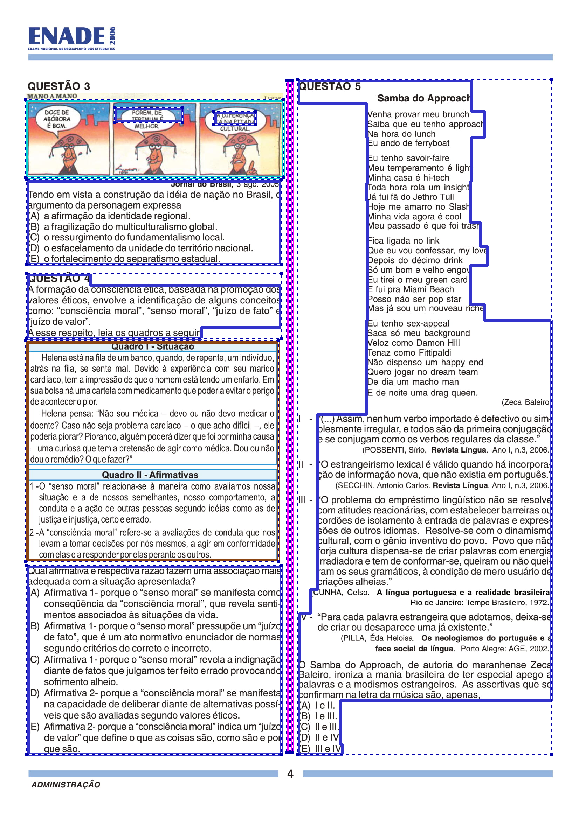 ENADE
2006
EXAME NACIONAL DE DESEMPENHO DOS ESTUDANTES
QUESTÃO 3
MANO A MANO
DOCE DE
ABÓBORA
É BOM.
PORÉM, DE
JERIMUM É
MELHOR
A DIFERENÇA
É A
CULTURAL.
Jornal do Brasil, 3 ago. 2005.
Tendo em vista a construção da idéia de nação no Brasil, o
argumento da personagem expressa
(A) a afirmação da identidade regional.
(B) a fragilização do multiculturalismo global.
(C) o ressurgimento do fundamentalismo local.
(D) o esfacelamento da unidade do território nacional.
(E) o fortalecimento do separatismo estadual.
QUESTÃO 4
A formação da consciência ética, baseada na promoção dos
valores éticos, envolve a identificação de alguns conceitos
como: “consciência moral”, “senso moral”, “juízo de fato” e
“juízo de valor”.
A esse respeito, leia os quadros a seguir.
Quadro I - Situação
Helena está na fila de um banco, quando, de repente, um indivíduo,
atrás na fila, se sente mal. Devido à experiência com seu marido
cardíaco, tem a impressão de que o homem está tendo um enfarto. Em
sua bolsa há uma cartela com medicamento que poderia evitar o perigo
de acontecer o pior.
Helena pensa: “Não sou médica – devo ou não devo medicar o
doente? Caso não seja problema cardíaco – o que acho difícil –, ele
poderia piorar? Piorando, alguém poderá dizer que foi por minha causa
– uma curiosa que tem a pretensão de agir como médica. Dou ou não
dou o remédio? O que fazer?”
Quadro II - Afirmativas
1 - O “senso moral” relaciona-se à maneira como avaliamos nossa
situação e a de nossos semelhantes, nosso comportamento, a
conduta e a ação de outras pessoas segundo idéias como as de
justiça e injustiça, certo e errado.
2 - A “consciência moral” refere-se a avaliações de conduta que nos
levam a tomar decisões por nós mesmos, a agir em conformidade
com elas e a responder por elas perante os outros.
Qual afirmativa e respectiva razão fazem uma associação mais
adequada com a situação apresentada?
A) Afirmativa 1- porque o “senso moral” se manifesta como
conseqüência da “consciência moral”, que revela senti-
mentos associados às situações da vida.
B) Afirmativa 1- porque o “senso moral” pressupõe um “juízo
de fato”, que é um ato normativo enunciador de normas
segundo critérios de correto e incorreto.
C) Afirmativa 1- porque o “senso moral” revela a indignação
diante de fatos que julgamos ter feito errado provocando
sofrimento alheio.
D) Afirmativa 2- porque a “consciência moral” se manifesta
na capacidade de deliberar diante de alternativas possí-
veis que são avaliadas segundo valores éticos.
E) Afirmativa 2- porque a “consciência moral” indica um “juízo
de valor” que define o que as coisas são, como são e por
que são.
QUESTÃO 5
Samba do Approach
Venha provar meu brunch
Saiba que eu tenho approach
Na hora do lunch
Eu ando de ferryboat
Eu tenho savoir-faire
Meu temperamento é light
Minha casa é hi-tech
Toda hora rola um insight
Já fui fã do Jethro Tull
Hoje me amarro no Slash
Minha vida agora é cool
Meu passado é que foi trash
Fica ligada no link
Que eu vou confessar, my love
Depois do décimo drink
Só um bom e velho engov
Eu tirei o meu green card
E fui pra Miami Beach
Posso não ser pop star
Mas já sou um nouveau riche
Eu tenho sex-appeal
Saca só meu background
Veloz como Damon Hill
Tenaz como Fittipaldi
Não dispenso um happy end
Quero jogar no dream team
De dia um macho man
E de noite uma drag queen.
(Zeca Baleiro)
I - “(...) Assim, nenhum verbo importado é defectivo ou sim-
plesmente irregular, e todos são da primeira conjugação
e se conjugam como os verbos regulares da classe.”
(POSSENTI, Sírio. Revista Língua. Ano I, n.3, 2006.)
II - “O estrangeirismo lexical é válido quando há incorpora-
ção de informação nova, que não existia em português.”
(SECCHIN, Antonio Carlos. Revista Língua, Ano I, n.3, 2006.)
III - “O problema do empréstimo lingüístico não se resolve
com atitudes reacionárias, com estabelecer barreiras ou
cordões de isolamento à entrada de palavras e expres-
sões de outros idiomas. Resolve-se com o dinamismo
cultural, com o gênio inventivo do povo. Povo que não
forja cultura dispensa-se de criar palavras com energia
irradiadora e tem de conformar-se, queiram ou não quei-
ram os seus gramáticos, à condição de mero usuário de
criações alheias.”
(CUNHA, Celso. A língua portuguesa e a realidade brasileira.
Rio de Janeiro: Tempo Brasileiro, 1972.)
IV - “Para cada palavra estrangeira que adotamos, deixa-se
de criar ou desaparece uma já existente.”
(PILLA, Éda Heloisa. Os neologismos do português e a
face social da língua. Porto Alegre: AGE, 2002.)
O Samba do Approach, de autoria do maranhense Zeca
Baleiro, ironiza a mania brasileira de ter especial apego a
palavras e a modismos estrangeiros. As assertivas que se
confirmam na letra da música são, apenas,
(A) I e II.
(B) I e III.
(C) II e III.
(D) II e IV.
(E) III e IV.
4
ADMINISTRAÇÃO